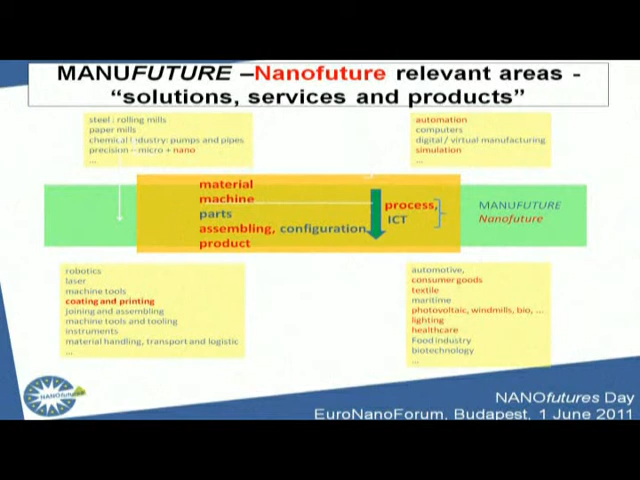 MANUFUTURE –Nanofuture relevant areas -
“solutions, services and products”
steel : rolling mills
paper mills
chemical industry: pumps and pipes
precision – micro + nano
...
automation
computers
digital / virtual manufacturing
simulation
...
material
machine
parts
assembling, configuration
product
process,
ICT
MANUFUTURE
Nanofuture
robotics
laser
machine tools
coating and printing
joining and assembling
machine tools and tooling
instruments
material handling, transport and logistic
...
automotive,
consumer goods
textile
maritime
photovoltaic, windmills, bio, ...
lighting
healthcare
Food industry
biotechnology
...
NANOfutures
NANOfutures Day
EuroNanoForum, Budapest, 1 June 2011